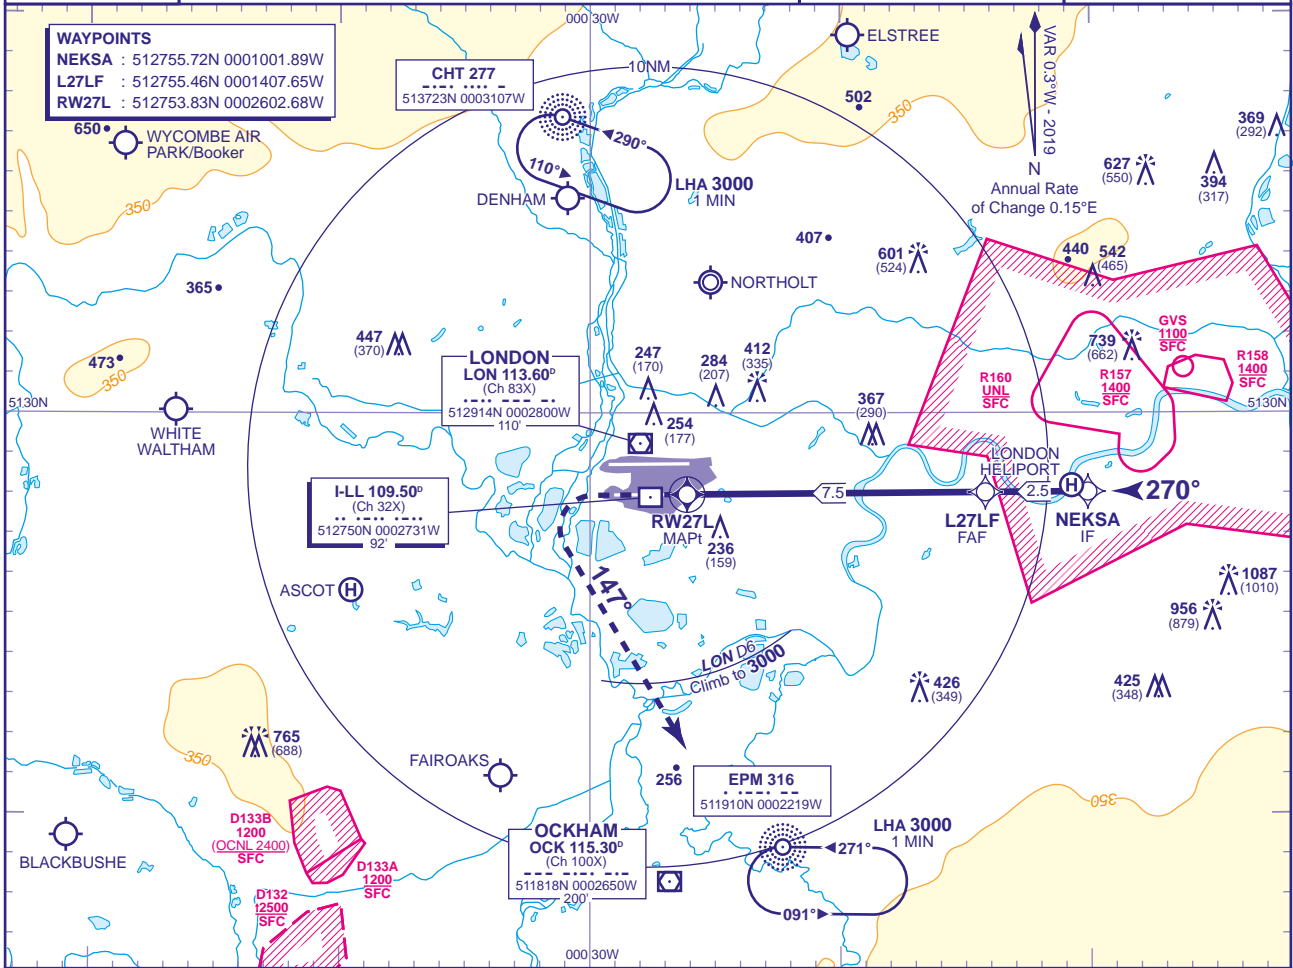 000 30W
WAYPOINTS
NEKSA : 512755.72N 0001001.89W
L27LF : 512755.46N 0001407.65W
RW27L : 512753.83N 0002602.68W
650
WYCOMBE AIR
PARK/Booker
350
CHT 277
513723N 0003107W
10NM
ELSTREE
502
350
VAR 0.3°W - 2019
N
Annual Rate
of Change 0.15°E
369
(292)
627
(550)
394
(317)
290°
110°
LHA 3000
1 MIN
DENHAM
407
601
(524)
440
542
(465)
NORTHOLT
365
447
(370)
473
350
LONDON
LON 113.60ᴰ
(Ch 83X)
512914N 0002800W
110'
247
(170)
284
(207)
412
(335)
254
(177)
367
(290)
739
(662)
GVS
1100
SFC
R160
UNL
SFC
R157
1400
SFC
R158
1400
SFC
5130N
5130N
WHITE
WALTHAM
LONDON
HELIPORT
H
I-LL 109.50ᴰ
(Ch 32X)
512750N 0002731W
92'
7.5
2.5
270°
RW27L
MAPt
L27LF
FAF
NEKSA
IF
236
(159)
ASCOT
H
147°
1087
(1010)
956
(879)
LON D6
Climb to 3000
426
(349)
425
(348)
765
(688)
350
FAIROAKS
256
EPM 316
511910N 0002219W
350
D133B
1200
(OCNL 2400)
SFC
BLACKBUSHE
D133A
1200
SFC
D132
2500
SFC
OCKHAM
OCK 115.30ᴰ
(Ch 100X)
511818N 0002650W
200'
LHA 3000
1 MIN
271°
091°
000 30W